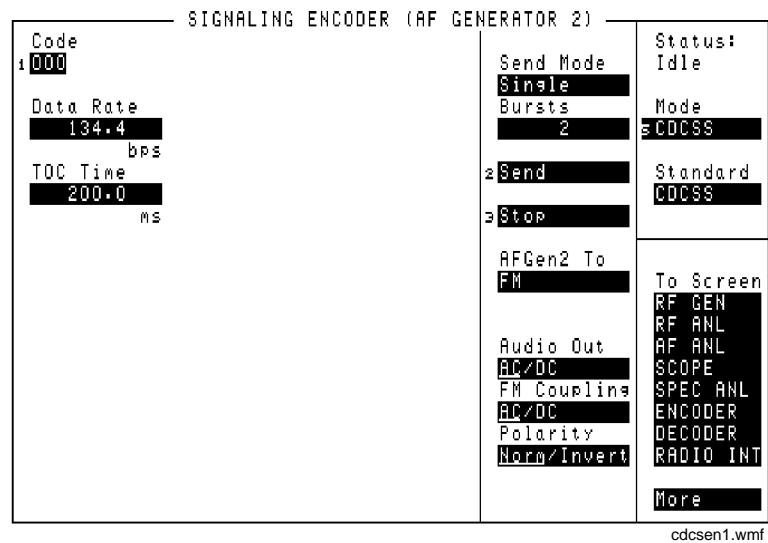 SIGNALING ENCODER (AF GENERATOR 2)
Code
1 000
Data Rate
134.4
bps
TOC Time
200.0
ms
Send Mode
Single
Bursts
2
2 Send
3 Stop
AFGen2 To
FM
Audio Out
AC/DC
FM Coupling
AC/DC
Polarity
Norm/Invert
Status:
Idle
Mode
5 CDCSS
Standard
CDCSS
To Screen
RF GEN
RF ANL
AF ANL
SCOPE
SPEC ANL
ENCODER
DECODER
RADIO INT
More
cdcsen1.wmf